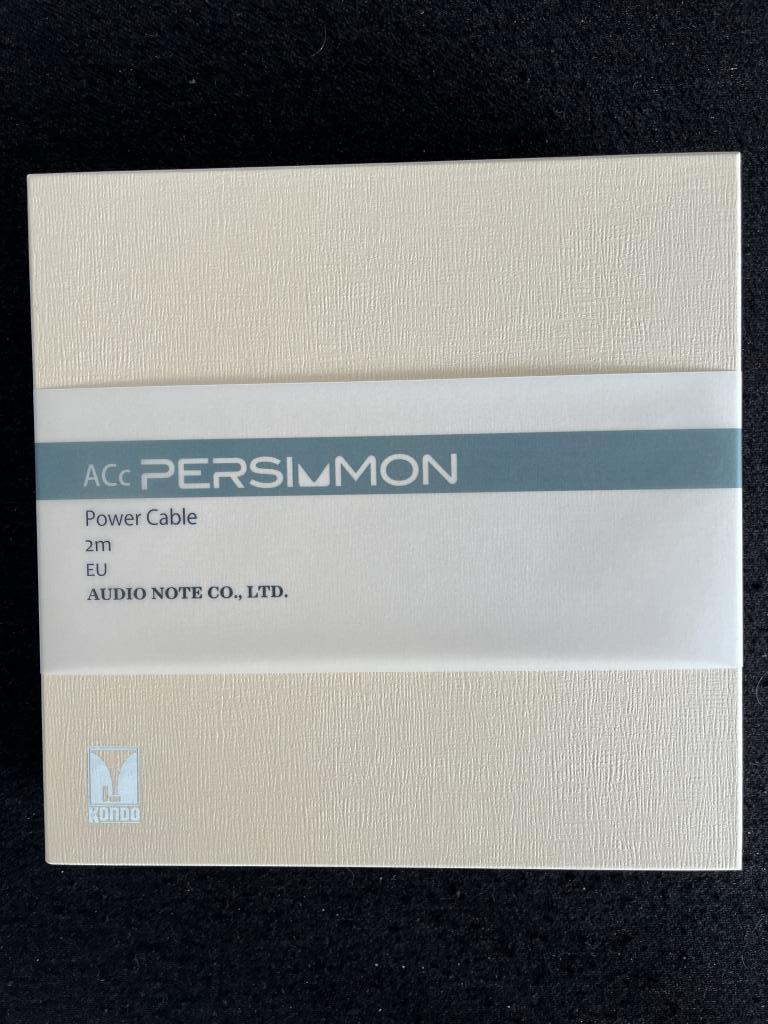 ACc PERSIMMON
Power Cable
2m
EU
AUDIO NOTE CO., LTD.
KONDO